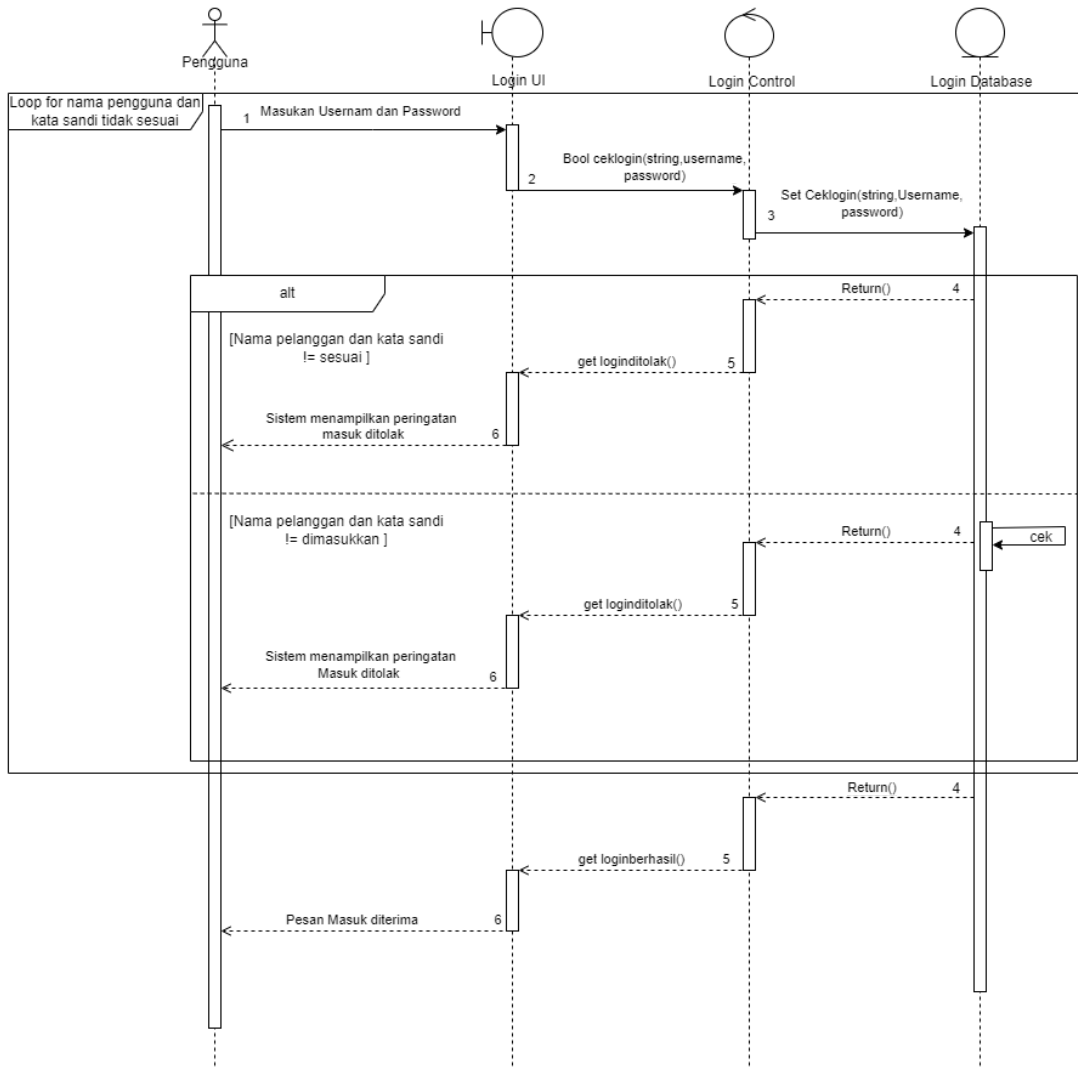 Pengguna
Login UI
Login Control
Login Database
Loop for nama pengguna dan
kata sandi tidak sesuai
1
Masukan Usernam dan Password
Bool ceklogin(string,username,
password)
2
Set Ceklogin(string,Username,
password)
3
alt
Return()
4
[Nama pelanggan dan kata sandi
!= sesuai ]
get loginditolak()
5
Sistem menampilkan peringatan
masuk ditolak
6
[Nama pelanggan dan kata sandi
!= dimasukkan ]
Return()
4
cek
get loginditolak()
5
Sistem menampilkan peringatan
Masuk ditolak
6
Return()
4
get loginberhasil()
5
Pesan Masuk diterima
6